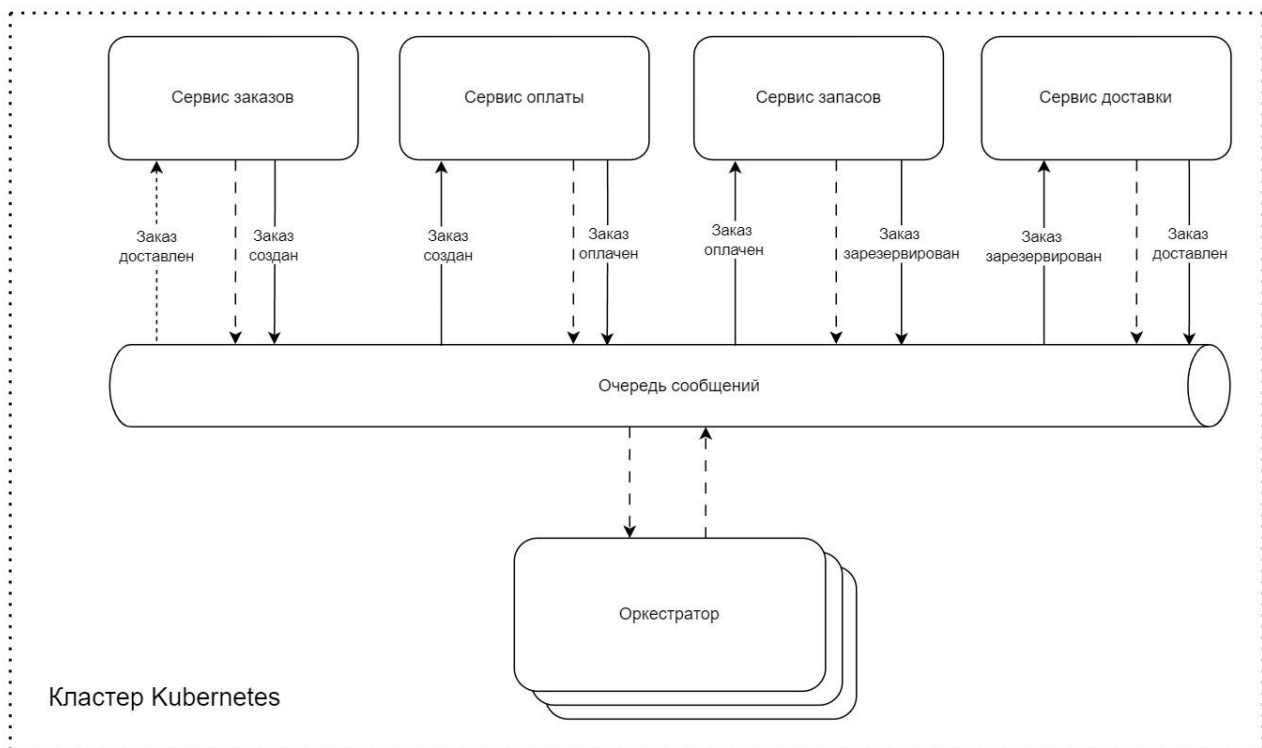 Сервис заказов
Сервис оплаты
Сервис запасов
Сервис доставки
Заказ
доставлен
Заказ
создан
Заказ
создан
Заказ
оплачен
Заказ
оплачен
Заказ
зарезервирован
Заказ
зарезервирован
Заказ
доставлен
Очередь сообщений
Оркестратор
Кластер Kubernetes